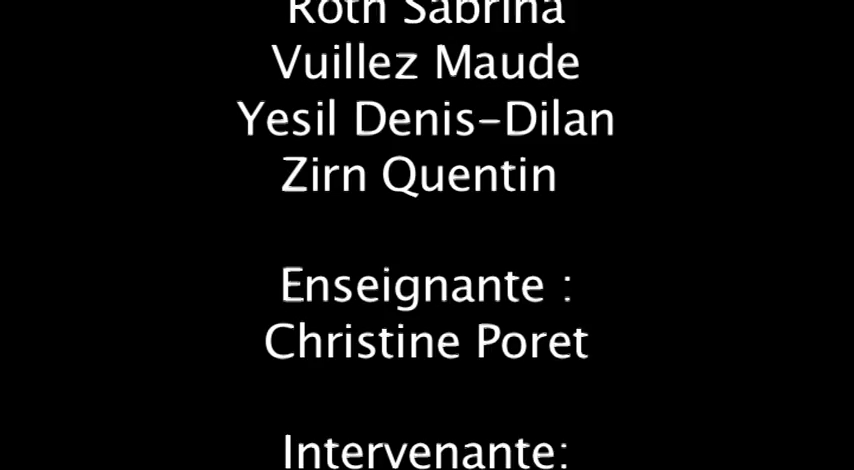 Roth Sabrina
Vuillez Maude
Yesil Denis-Dilan
Zirn Quentin
Enseignante :
Christine Poret
Intervenante: